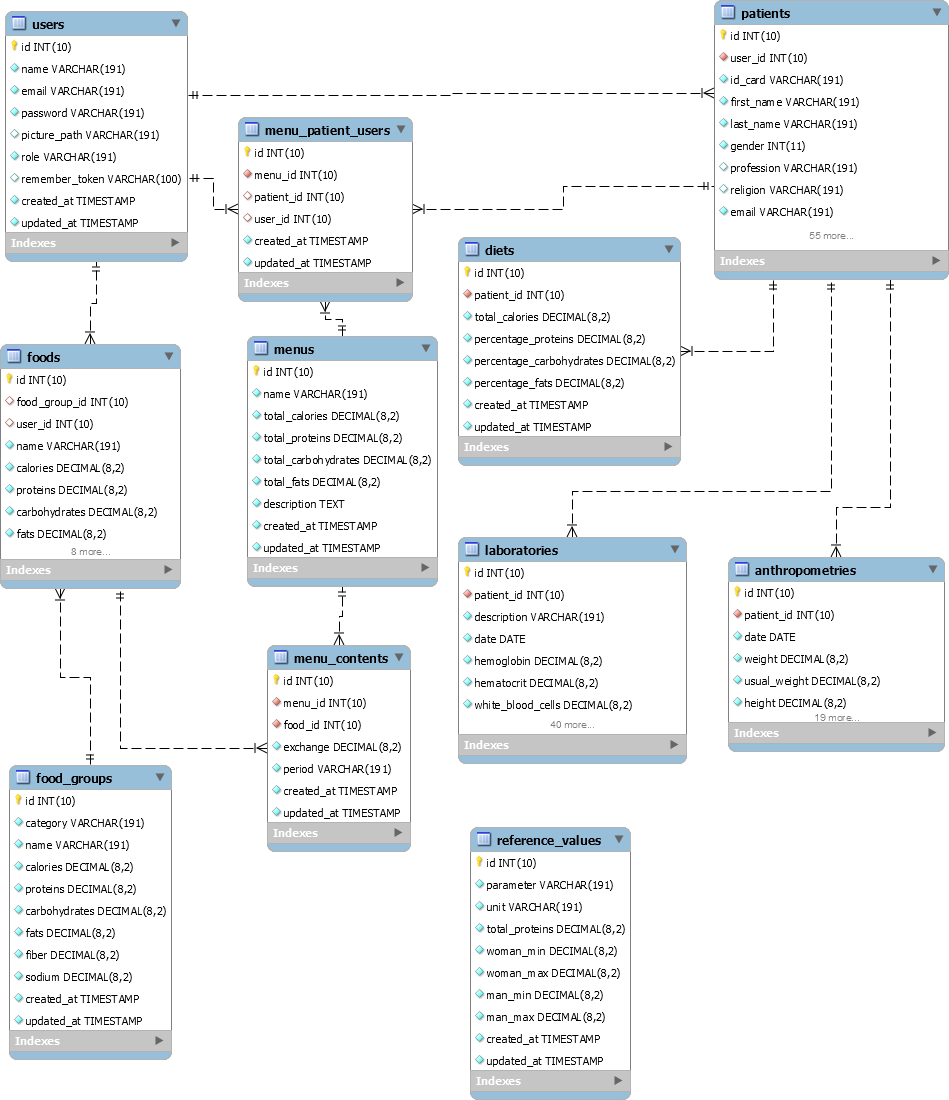 users
id INT(10)
name VARCHAR(191)
email VARCHAR(191)
password VARCHAR(191)
picture_path VARCHAR(191)
role VARCHAR(191)
remember_token VARCHAR(100)
created_at TIMESTAMP
updated_at TIMESTAMP
Indexes
patients
id INT(10)
user_id INT(10)
id_card VARCHAR(191)
first_name VARCHAR(191)
last_name VARCHAR(191)
gender INT(11)
profession VARCHAR(191)
religion VARCHAR(191)
email VARCHAR(191)
55 more...
Indexes
menu_patient_users
id INT(10)
menu_id INT(10)
patient_id INT(10)
user_id INT(10)
created_at TIMESTAMP
updated_at TIMESTAMP
Indexes
diets
id INT(10)
patient_id INT(10)
total_calories DECIMAL(8,2)
percentage_proteins DECIMAL(8,2)
percentage_carbohydrates DECIMAL(8,2)
percentage_fats DECIMAL(8,2)
created_at TIMESTAMP
updated_at TIMESTAMP
Indexes
foods
id INT(10)
food_group_id INT(10)
user_id INT(10)
name VARCHAR(191)
calories DECIMAL(8,2)
proteins DECIMAL(8,2)
carbohydrates DECIMAL(8,2)
fats DECIMAL(8,2)
8 more...
Indexes
menus
id INT(10)
name VARCHAR(191)
total_calories DECIMAL(8,2)
total_proteins DECIMAL(8,2)
total_carbohydrates DECIMAL(8,2)
total_fats DECIMAL(8,2)
description TEXT
created_at TIMESTAMP
updated_at TIMESTAMP
Indexes
laboratories
id INT(10)
patient_id INT(10)
description VARCHAR(191)
date DATE
hemoglobin DECIMAL(8,2)
hematocrit DECIMAL(8,2)
white_blood_cells DECIMAL(8,2)
40 more...
Indexes
anthropometries
id INT(10)
patient_id INT(10)
date DATE
weight DECIMAL(8,2)
usual_weight DECIMAL(8,2)
height DECIMAL(8,2)
19 more...
Indexes
menu_contents
id INT(10)
menu_id INT(10)
food_id INT(10)
exchange DECIMAL(8,2)
period VARCHAR(191)
created_at TIMESTAMP
updated_at TIMESTAMP
Indexes
food_groups
id INT(10)
category VARCHAR(191)
name VARCHAR(191)
calories DECIMAL(8,2)
proteins DECIMAL(8,2)
carbohydrates DECIMAL(8,2)
fats DECIMAL(8,2)
fiber DECIMAL(8,2)
sodium DECIMAL(8,2)
created_at TIMESTAMP
updated_at TIMESTAMP
Indexes
reference_values
id INT(10)
parameter VARCHAR(191)
unit VARCHAR(191)
total_proteins DECIMAL(8,2)
woman_min DECIMAL(8,2)
woman_max DECIMAL(8,2)
man_min DECIMAL(8,2)
man_max DECIMAL(8,2)
created_at TIMESTAMP
updated_at TIMESTAMP
Indexes